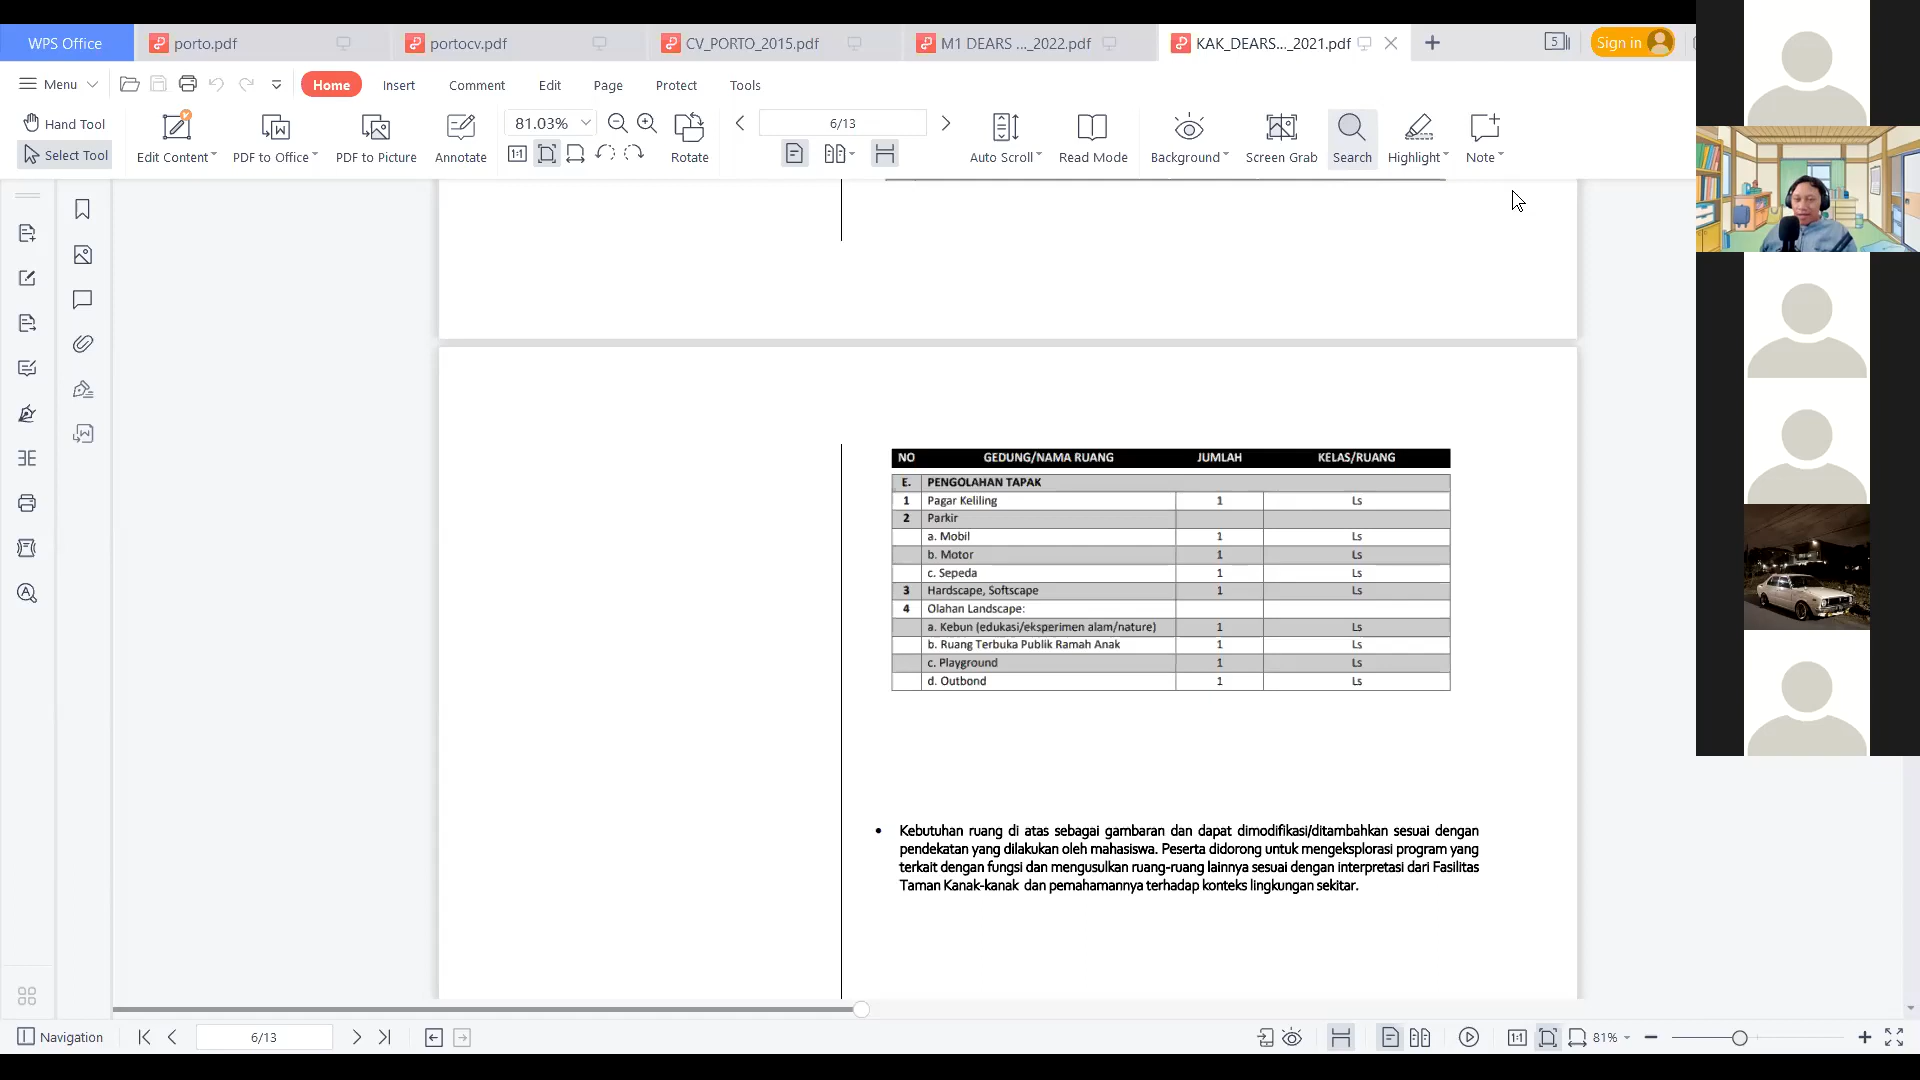 WPS Office
porto.pdf
portocv.pdf
CV_PORTO_2015.pdf
M1 DEARS ..._2022.pdf
KAK_DEARS..._2021.pdf
5
Sign in
Menu
Home
Insert
Comment
Edit
Page
Protect
Tools
Hand Tool
Select Tool
Edit Content
PDF to Office
PDF to Picture
Annotate
81.03%
1:1
Rotate
6/13
Auto Scroll
Read Mode
Background
Screen Grab
Search
Highlight
Note
NO GEDUNG/NAMA RUANG JUMLAH KELAS/RUANG
E. PENGOLAHAN TAPAK
1 Pagar Keliling 1 Ls
2 Parkir
a. Mobil 1 Ls
b. Motor 1 Ls
c. Sepeda 1 Ls
3 Hardscape, Softscape 1 Ls
4 Olahan Landscape:
a. Kebun (edukasi/eksperimen alam/nature) 1 Ls
b. Ruang Terbuka Publik Ramah Anak 1 Ls
c. Playground 1 Ls
d. Outbond 1 Ls
• Kebutuhan ruang di atas sebagai gambaran dan dapat dimodifikasi/ditambahkan sesuai dengan
pendekatan yang dilakukan oleh mahasiswa. Peserta didorong untuk mengeksplorasi program yang
terkait dengan fungsi dan mengusulkan ruang-ruang lainnya sesuai dengan interpretasi dari Fasilitas
Taman Kanak-kanak dan pemahamannya terhadap konteks lingkungan sekitar.
Navigation
6/13
1:1
81%